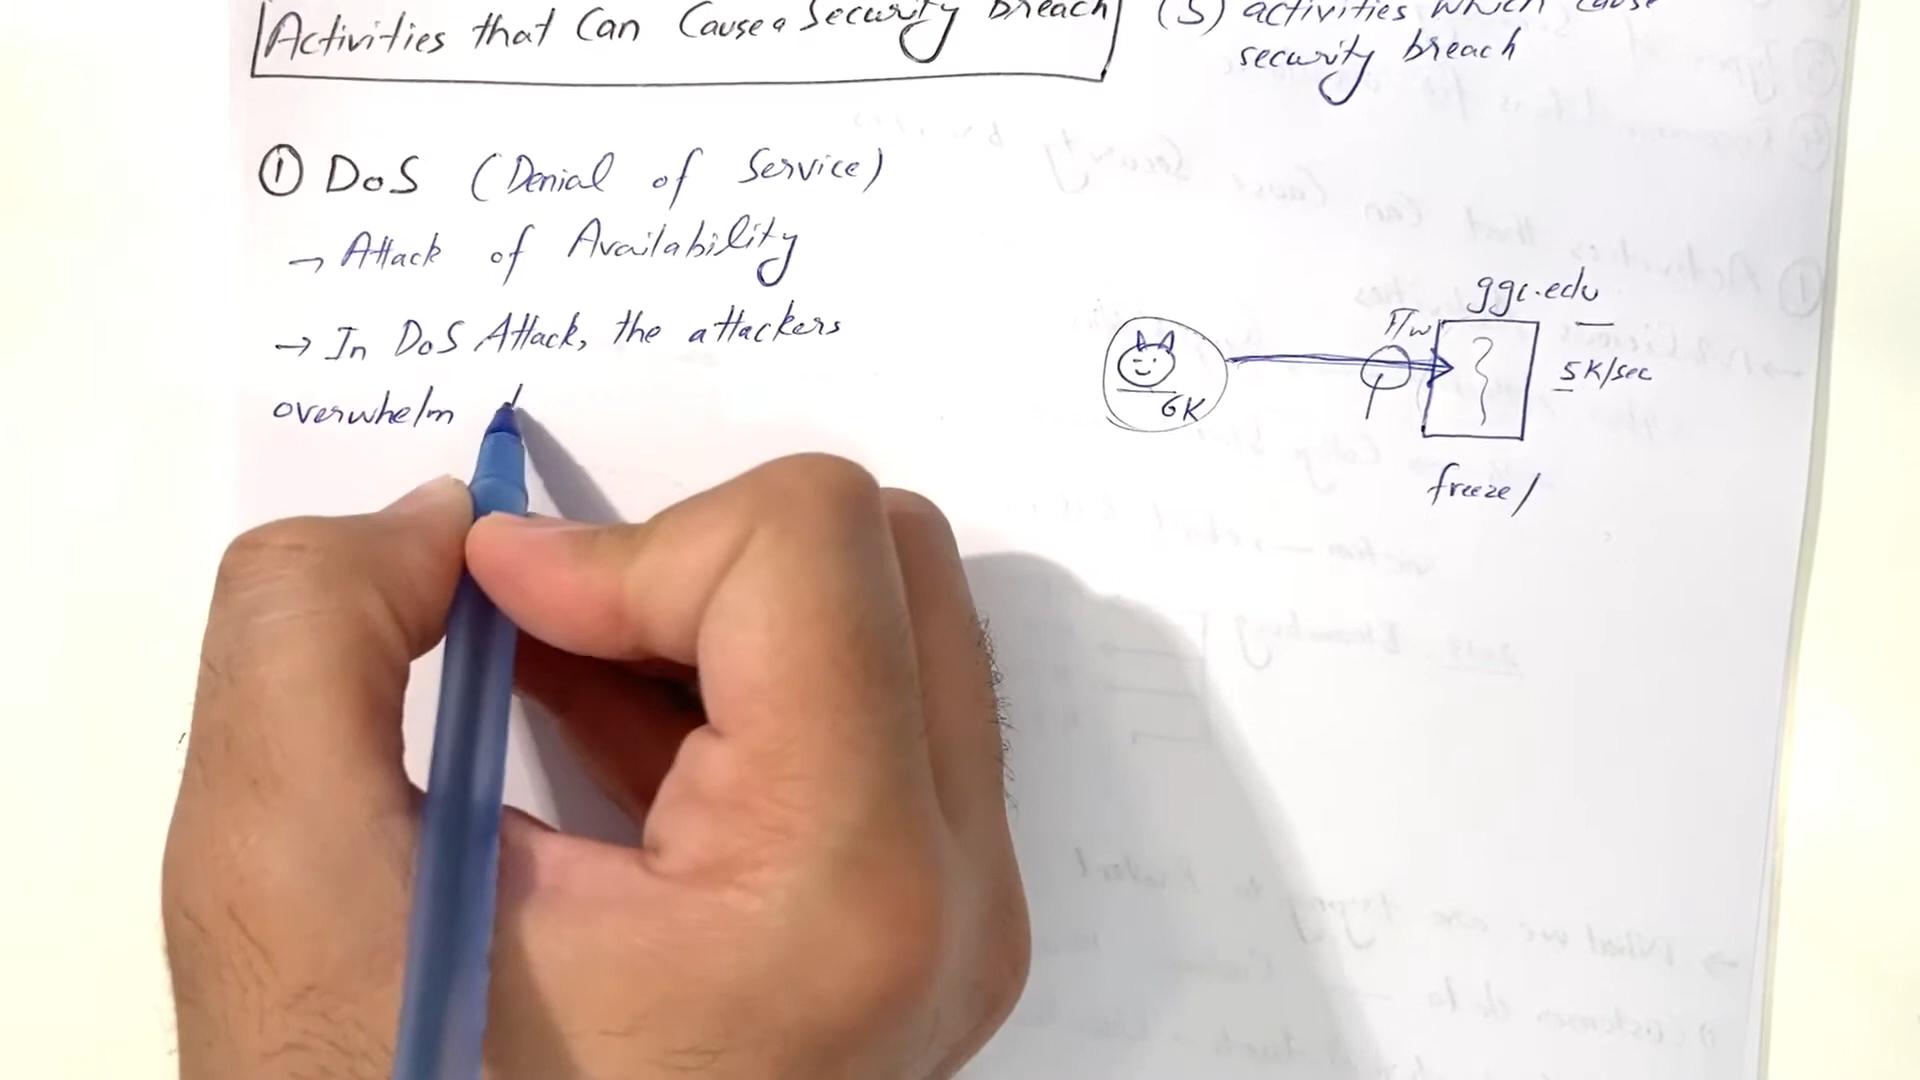 Activities that Can Cause a Security Breach
(5) activities which cause
security breach
① DoS (Denial of Service)
→ Attack of Availability
→ In DoS Attack, the attackers
overwhelm
ggc.edu
5K/sec
6K
freeze/